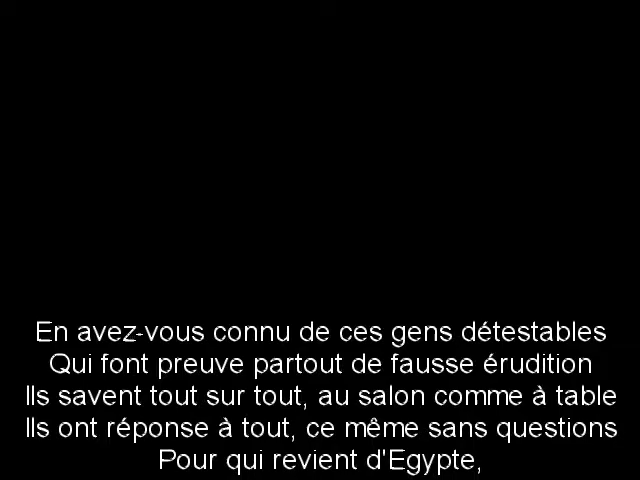 En avez-vous connu de ces gens détestables
Qui font preuve partout de fausse érudition
Ils savent tout sur tout, au salon comme à table
Ils ont réponse à tout, ce même sans questions
Pour qui revient d'Egypte,